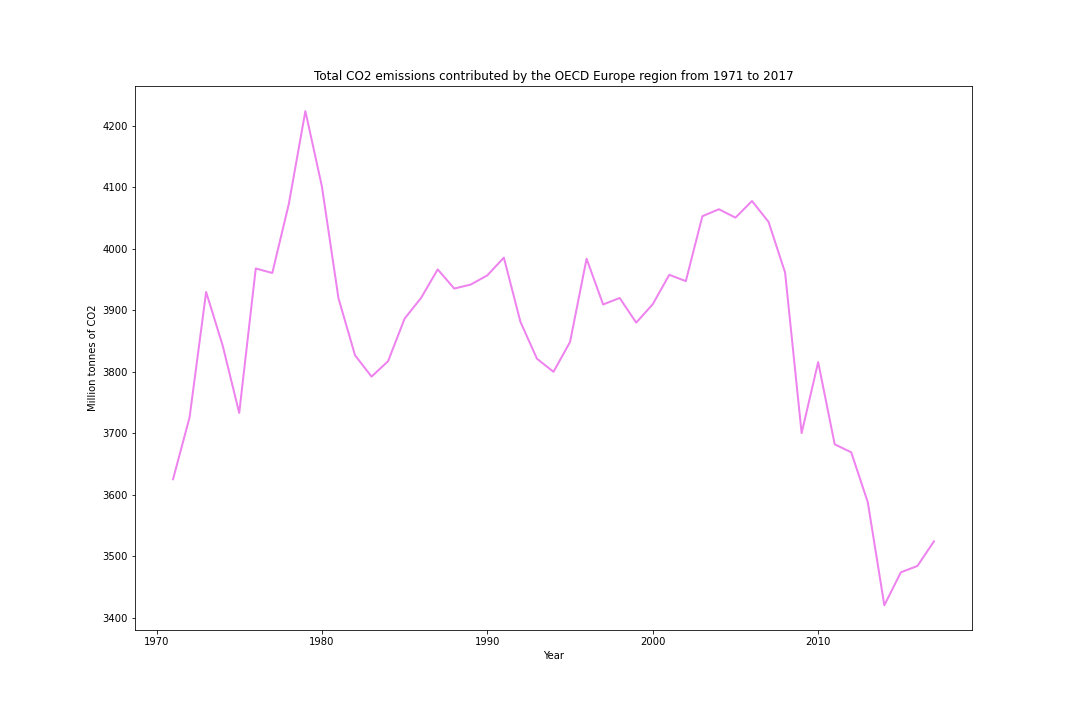 Total CO2 emissions contributed by the OECD Europe region from 1971 to 2017
Million tonnes of CO2
4200
4100
4000
3900
3800
3700
3600
3500
3400
1970 1980 1990 2000 2010
Year